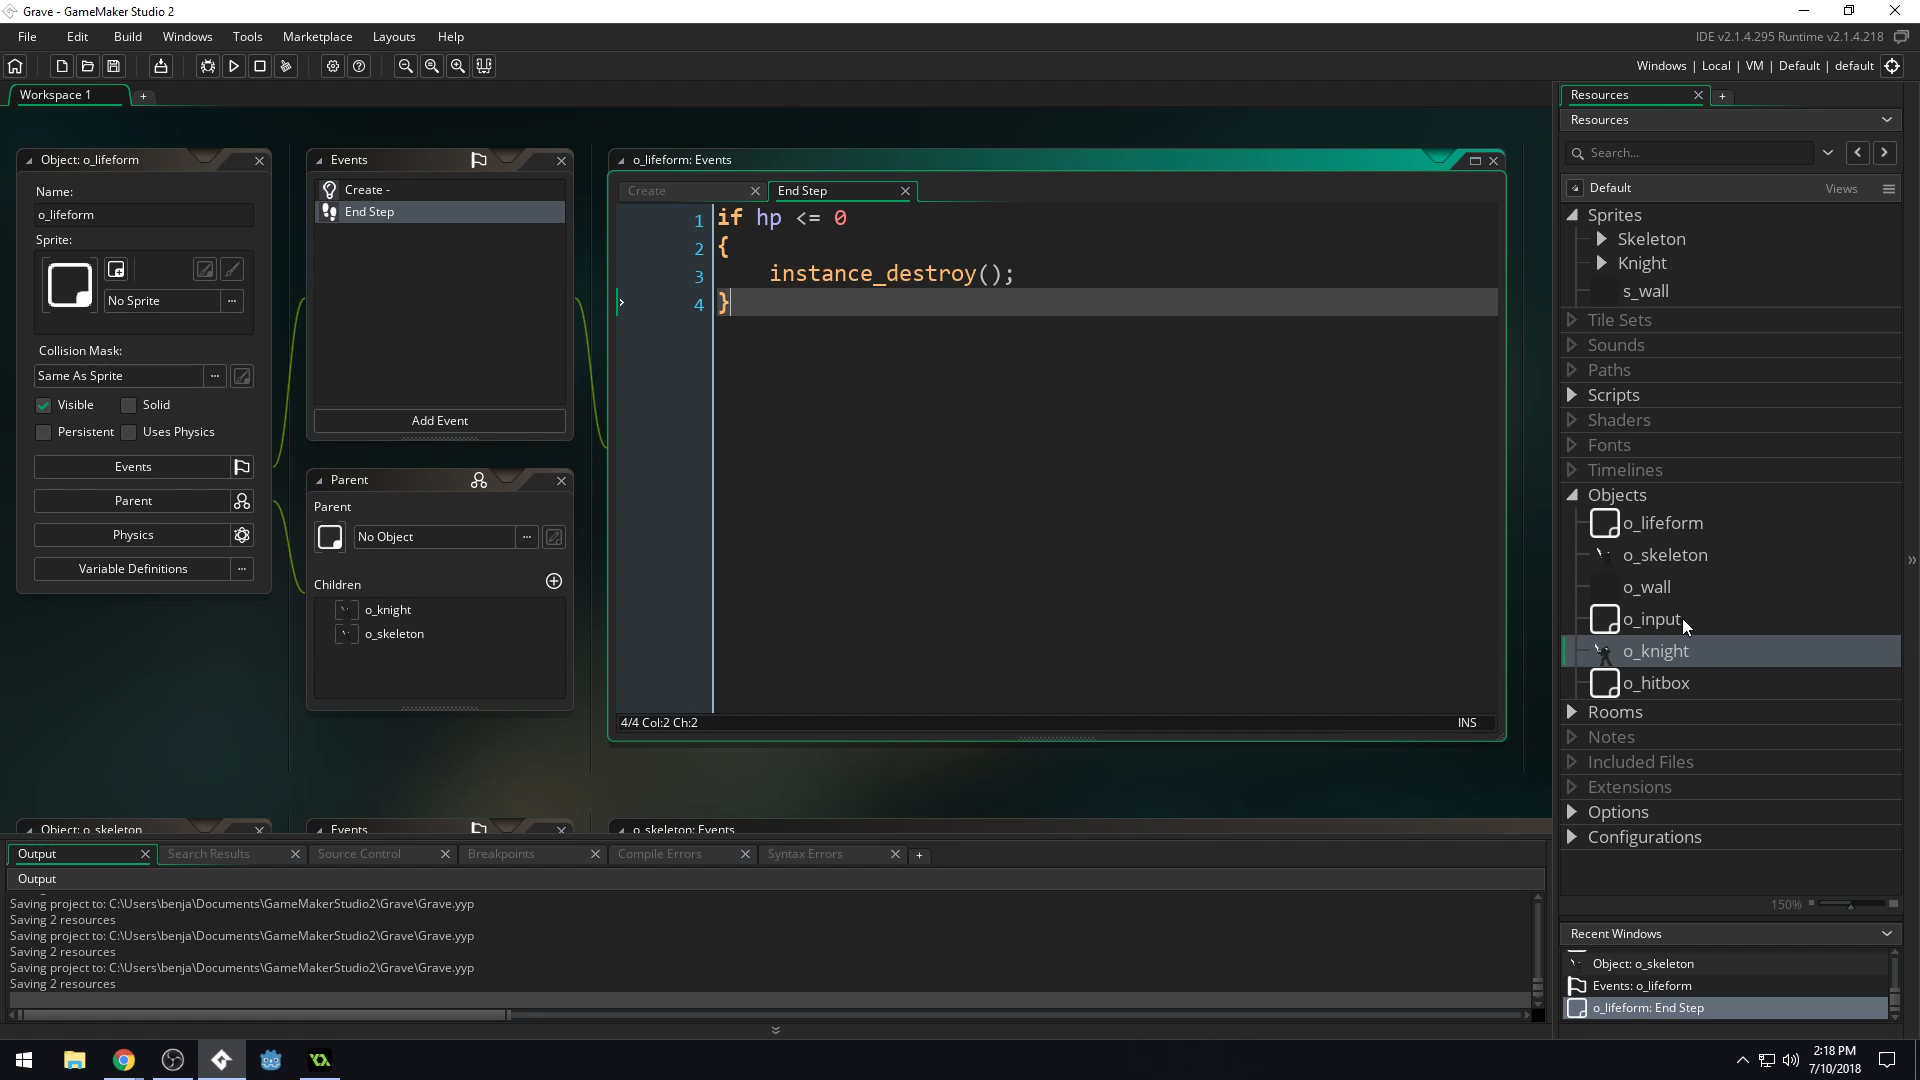 Grave - GameMaker Studio 2
File Edit Build Windows Tools Marketplace Layouts Help
IDE v2.1.4.295 Runtime v2.1.4.218
Windows | Local | VM | Default | default
Workspace 1
Object: o_lifeform
Name:
o_lifeform
Sprite:
No Sprite
Collision Mask:
Same As Sprite
Visible Solid
Persistent Uses Physics
Events
Parent
Physics
Variable Definitions
Events
Create -
End Step
Add Event
Parent
Parent
No Object
Children
o_knight
o_skeleton
o_lifeform: Events
Create End Step
1 if hp <= 0
2 {
3 instance_destroy();
4 }
4/4 Col:2 Ch:2 INS
Object: o_skeleton
Events
o_skeleton: Events
Output Search Results Source Control Breakpoints Compile Errors Syntax Errors
Output
Saving project to: C:\Users\benja\Documents\GameMakerStudio2\Grave\Grave.yyp
Saving 2 resources
Saving project to: C:\Users\benja\Documents\GameMakerStudio2\Grave\Grave.yyp
Saving 2 resources
Saving project to: C:\Users\benja\Documents\GameMakerStudio2\Grave\Grave.yyp
Saving 2 resources
Resources
Resources
Search...
Default Views
Sprites
Skeleton
Knight
s_wall
Tile Sets
Sounds
Paths
Scripts
Shaders
Fonts
Timelines
Objects
o_lifeform
o_skeleton
o_wall
o_input
o_knight
o_hitbox
Rooms
Notes
Included Files
Extensions
Options
Configurations
150%
Recent Windows
Object: o_skeleton
Events: o_lifeform
o_lifeform: End Step
2:18 PM
7/10/2018